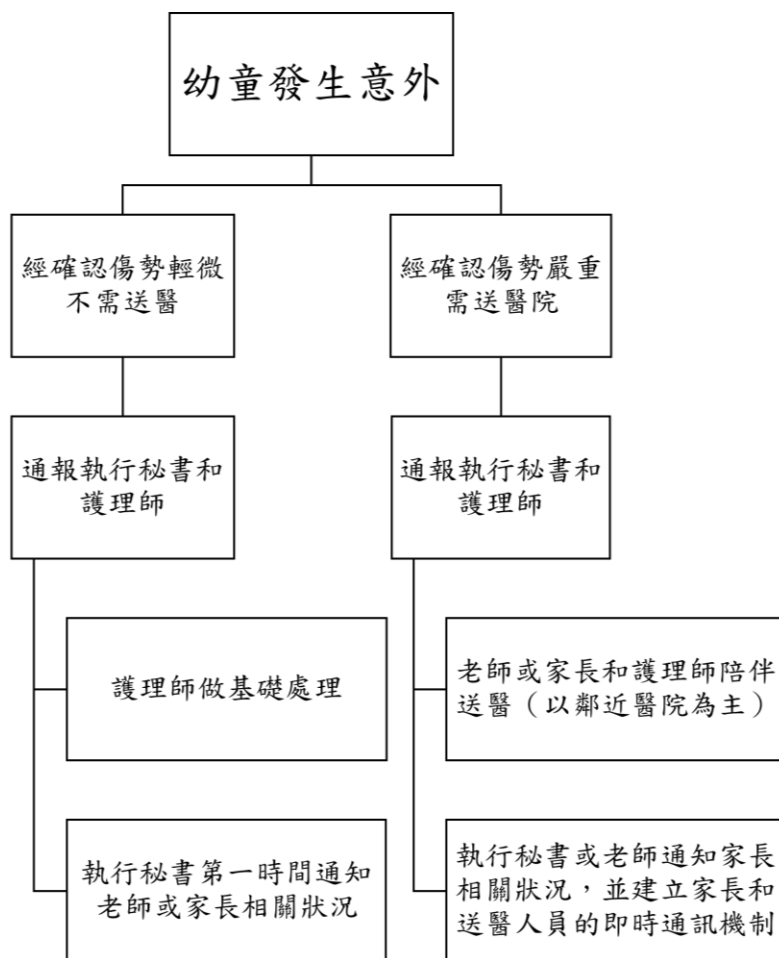 幼童發生意外
經確認傷勢輕微
不需送醫
經確認傷勢嚴重
需送醫院
通報執行秘書和
護理師
通報執行秘書和
護理師
護理師做基礎處理
老師或家長和護理師陪伴
送醫（以鄰近醫院為主）
執行秘書第一時間通知
老師或家長相關狀況
執行秘書或老師通知家長
相關狀況，並建立家長和
送醫人員的即時通訊機制